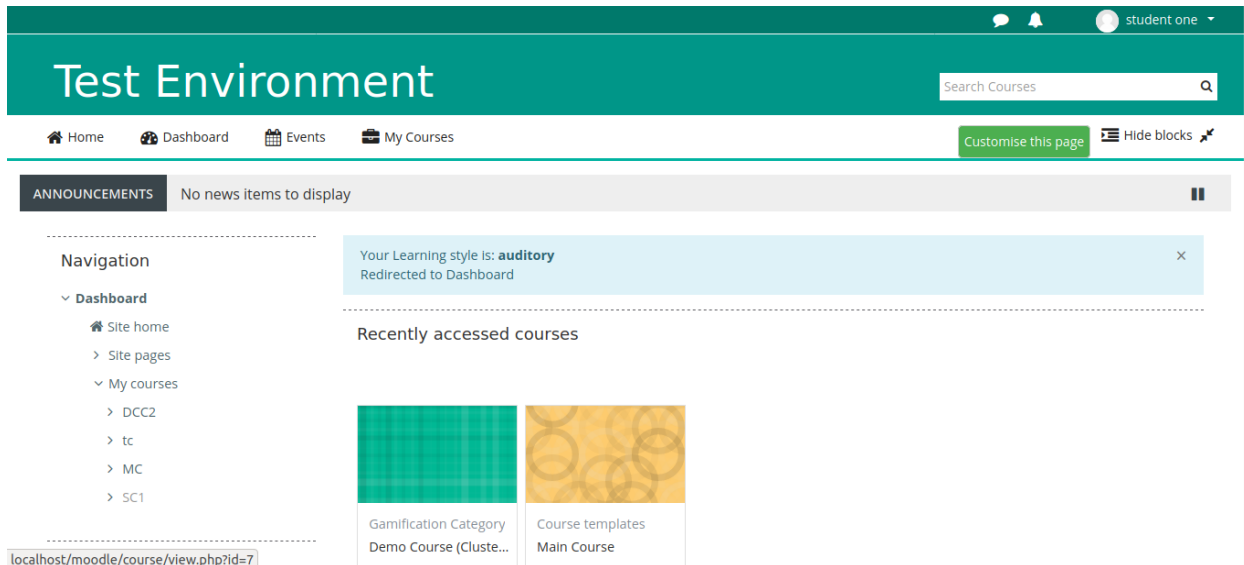 student one
Test Environment
Search Courses
Home Dashboard Events My Courses Customise this page Hide blocks
ANNOUNCEMENTS No news items to display
Navigation
Dashboard
Site home
Site pages
My courses
DCC2
tc
MC
SC1
Your Learning style is: auditory
Redirected to Dashboard
×
Recently accessed courses
Gamification Category
Demo Course (Cluste...
Course templates
Main Course
localhost/moodle/course/view.php?id=7